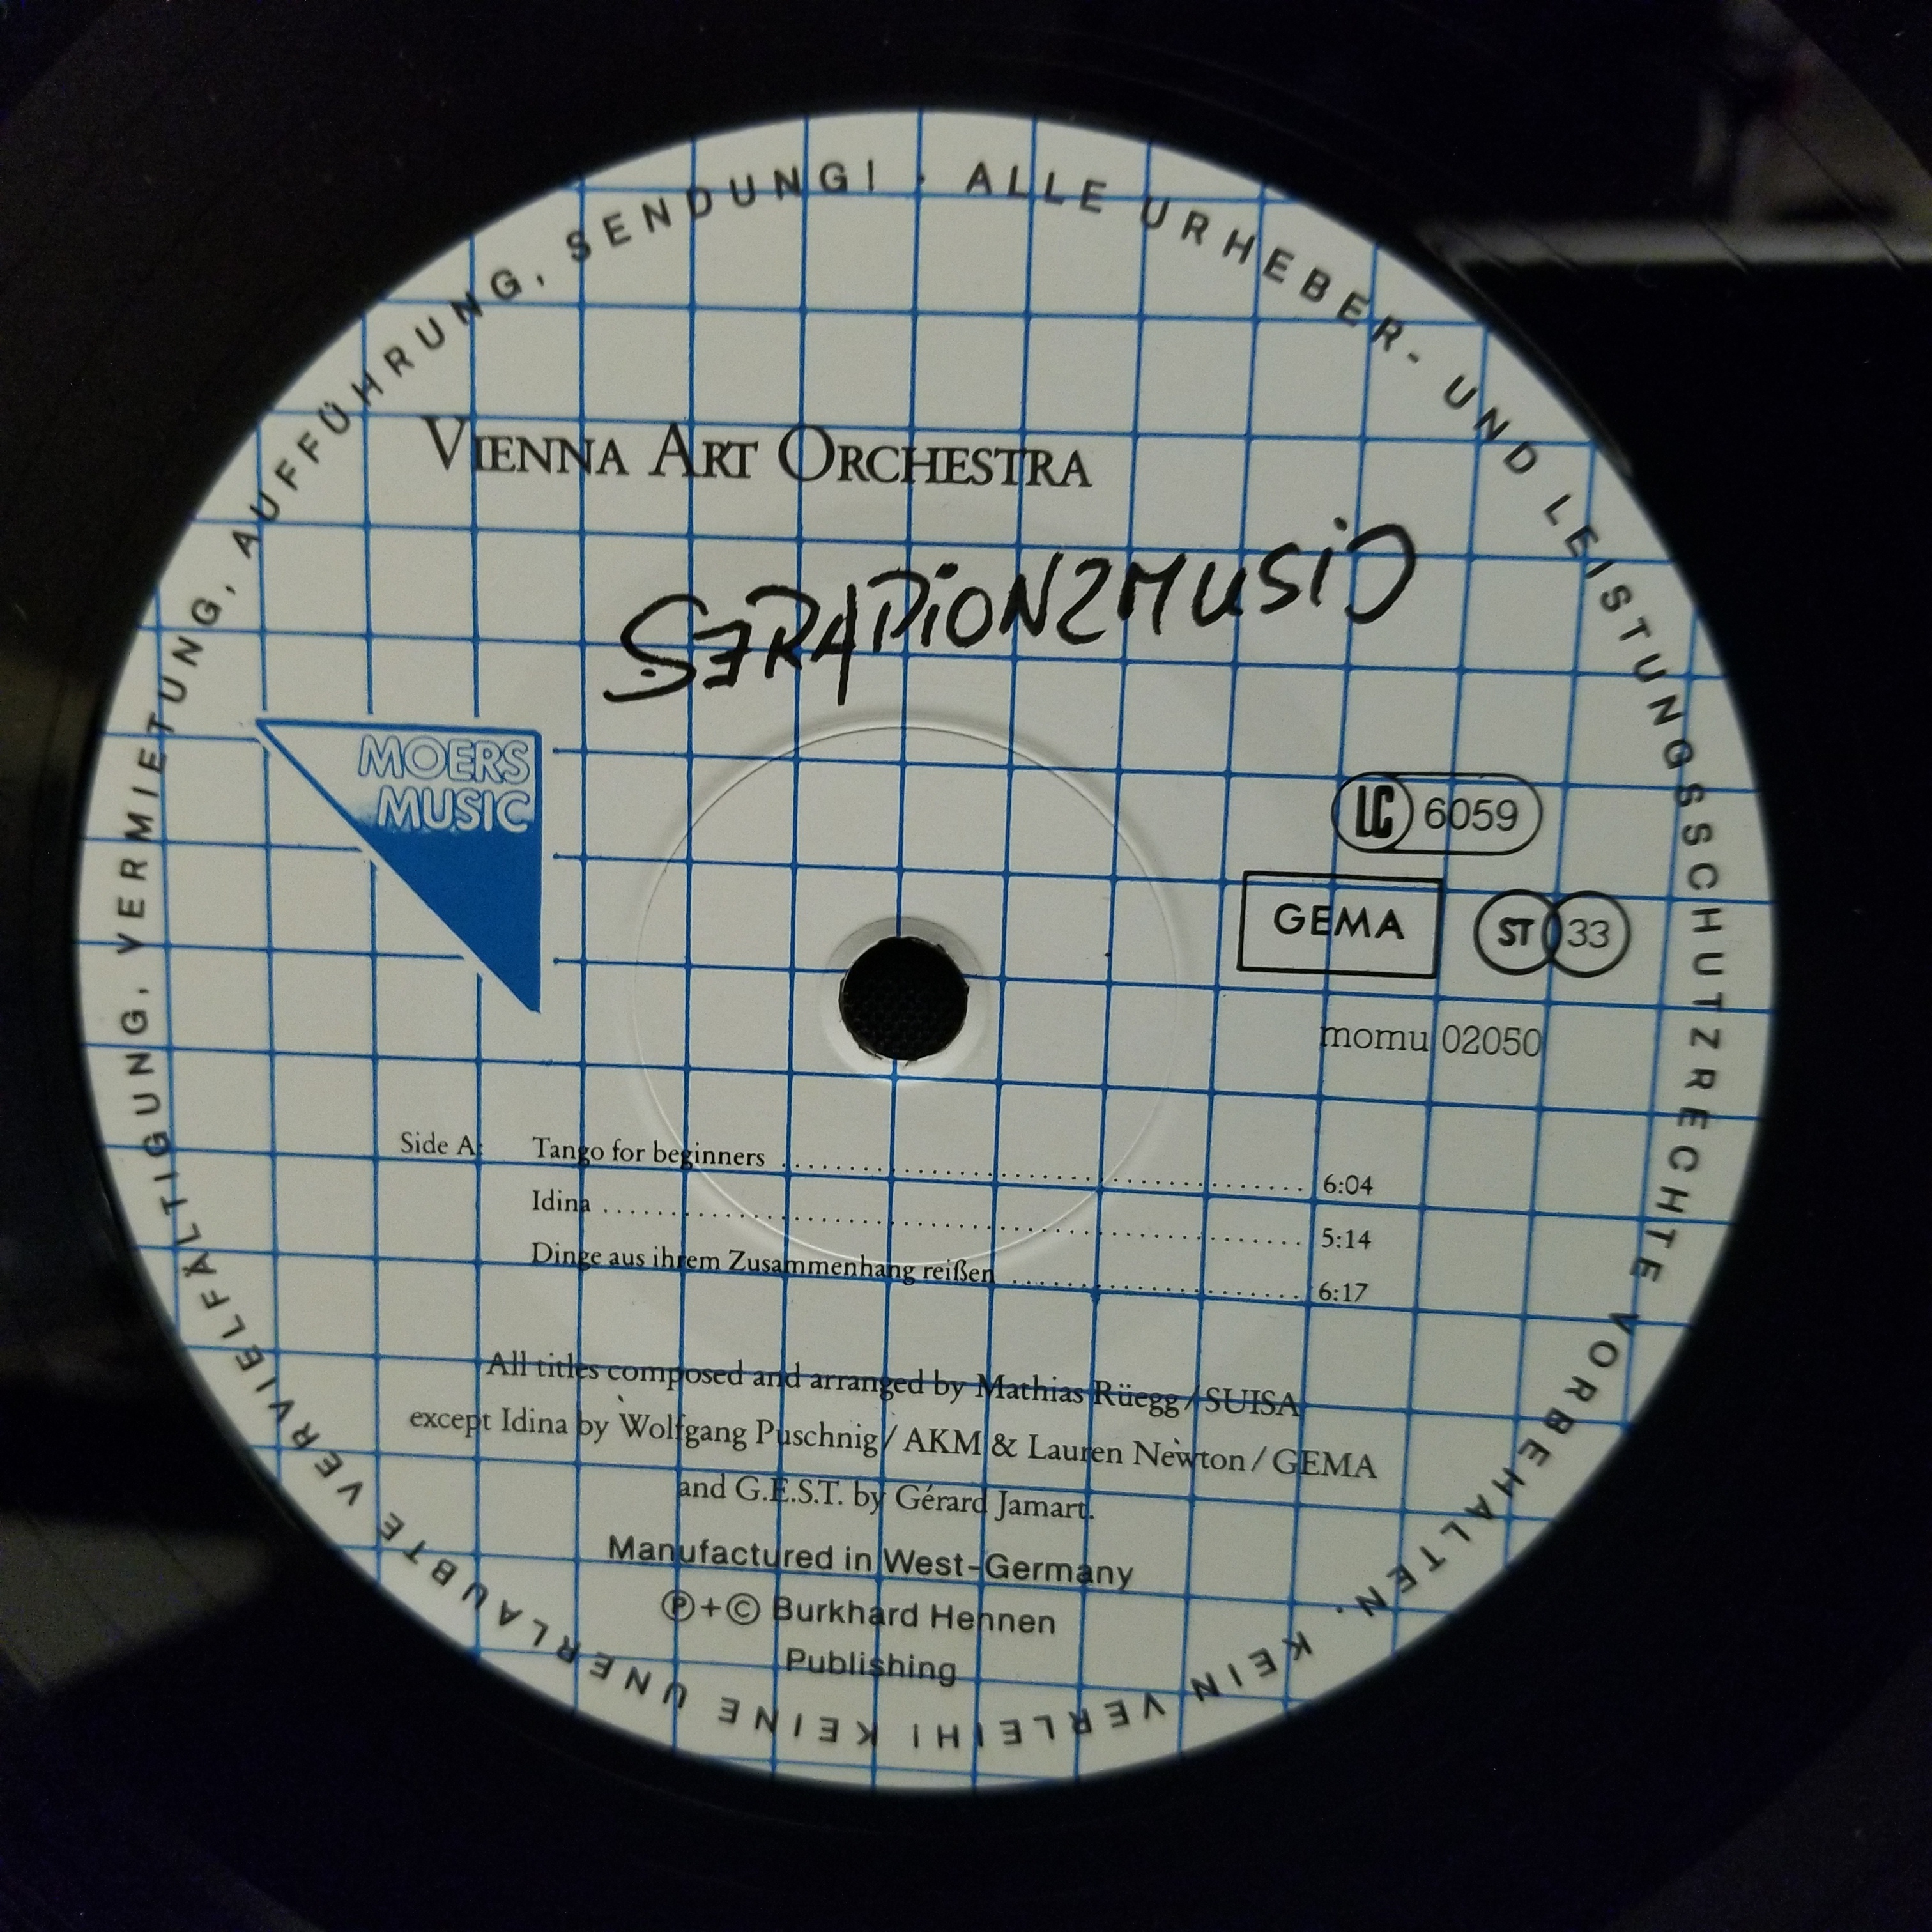 VIENNA ART ORCHESTRA
SERAPIONSMUSIC
MOERS
MUSIC
LC 6059
GEMA
ST 33
momu 02050
Side A: Tango for beginners 6:04
Idina 5:14
Dinge aus ihrem Zusammenhang reißen 6:17
All titles composed and arranged by Mathias Rüegg / SUISA
except Idina by Wolfgang Puschnig / AKM & Lauren Newton / GEMA
and G.E.S.T. by Gérard Jamart.
Manufactured in West-Germany
Ⓟ+© Burkhard Hennen
Publishing
ALLE URHEBER- UND LEISTUNGSSCHUTZRECHTE VORBEHALTEN. KEIN VERLEIH! KEINE UNERLAUBTE VERVIELFÄLTIGUNG, VERMIETUNG, AUFFÜHRUNG, SENDUNG! ·